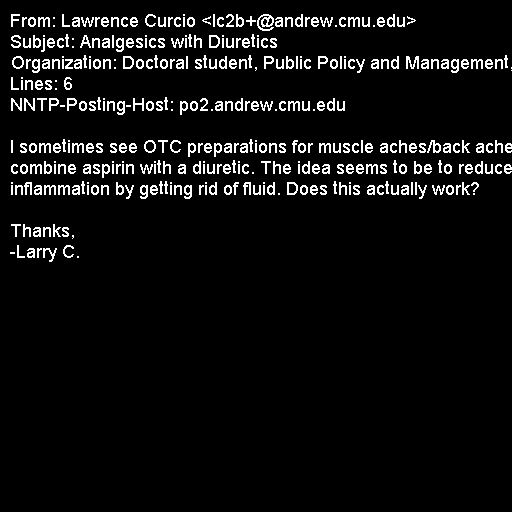 From: Lawrence Curcio <lc2b+@andrew.cmu.edu>
Subject: Analgesics with Diuretics
Organization: Doctoral student, Public Policy and Management,
Lines: 6
NNTP-Posting-Host: po2.andrew.cmu.edu
I sometimes see OTC preparations for muscle aches/back ache
combine aspirin with a diuretic. The idea seems to be to reduce
inflammation by getting rid of fluid. Does this actually work?
Thanks,
-Larry C.